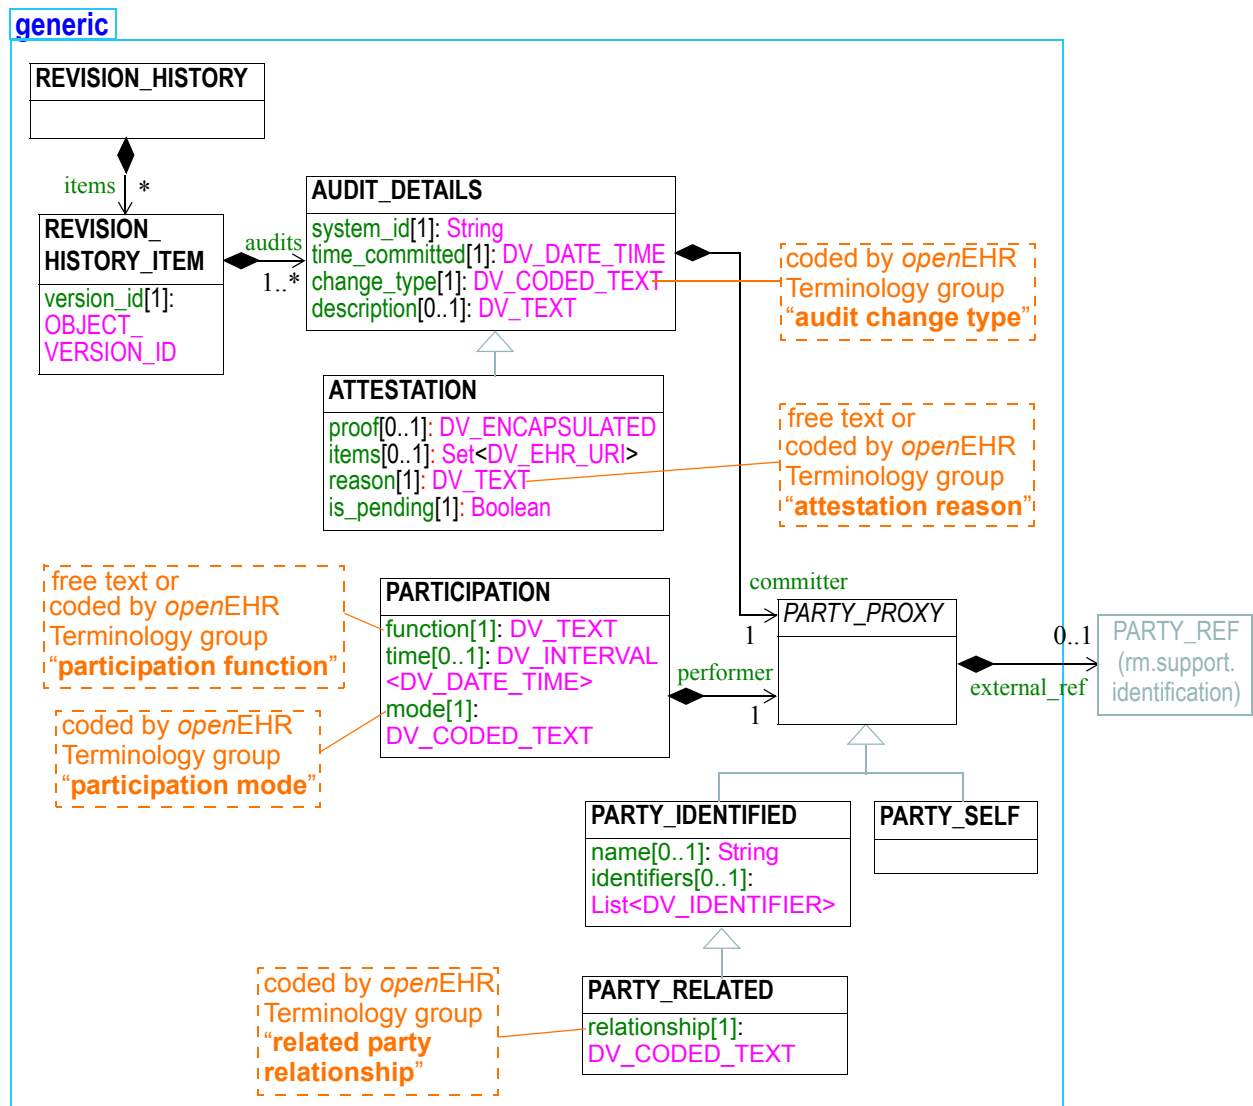 generic
REVISION_HISTORY
items
*
REVISION_
HISTORY_ITEM
version_id[1]:
OBJECT_
VERSION_ID
audits
1..*
AUDIT_DETAILS
system_id[1]: String
time_committed[1]: DV_DATE_TIME
change_type[1]: DV_CODED_TEXT
description[0..1]: DV_TEXT
coded by openEHR
Terminology group
“audit change type”
ATTESTATION
proof[0..1]: DV_ENCAPSULATED
items[0..1]: Set<DV_EHR_URI>
reason[1]: DV_TEXT
is_pending[1]: Boolean
free text or
coded by openEHR
Terminology group
“attestation reason”
free text or
coded by openEHR
Terminology group
“participation function”
coded by openEHR
Terminology group
“participation mode”
PARTICIPATION
function[1]: DV_TEXT
time[0..1]: DV_INTERVAL
<DV_DATE_TIME>
mode[1]:
DV_CODED_TEXT
performer
1
committer
1
PARTY_PROXY
0..1
external_ref
PARTY_REF
(rm.support.
identification)
PARTY_IDENTIFIED
name[0..1]: String
identifiers[0..1]:
List<DV_IDENTIFIER>
PARTY_SELF
coded by openEHR
Terminology group
“related party
relationship”
PARTY_RELATED
relationship[1]:
DV_CODED_TEXT